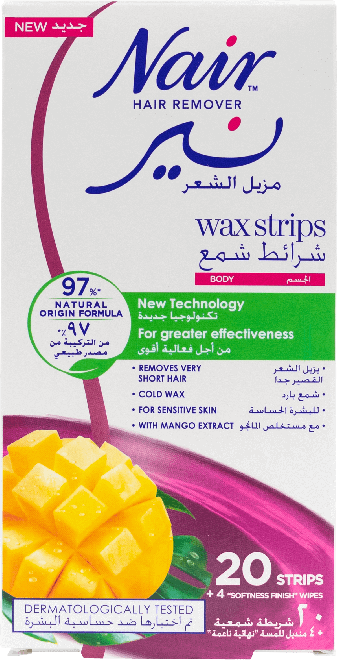 NEW جديد
Nair™
HAIR REMOVER
نير
مزيل الشعر
wax strips
شرائط شمع
BODY الجسم
97%*
NATURAL
ORIGIN FORMULA
%٩٧*
من التركيبة من
مصدر طبيعي
New Technology
تكنولوجيا جديدة
For greater effectiveness
من أجل فعالية أقوى
• REMOVES VERY
SHORT HAIR
• يزيل الشعر
القصير جدا
• COLD WAX • شمع بارد
• FOR SENSITIVE SKIN • للبشرة الحساسة
• WITH MANGO EXTRACT • مع مستخلص المانجو
20 STRIPS
+ 4 "SOFTNESS FINISH" WIPES
٢٠ شريطة شمعية
+٤ منديل للمسة "نهائية ناعمة"
DERMATOLOGICALLY TESTED
تم اختبارها ضد حساسية البشرة